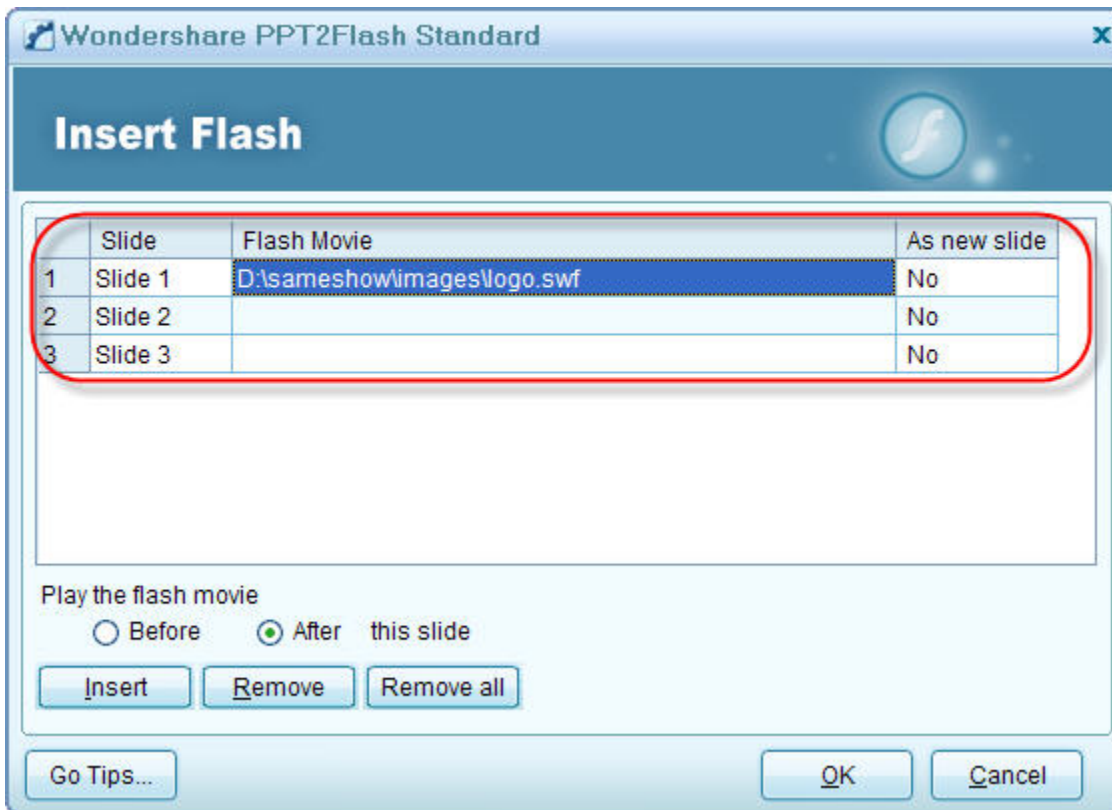 Wondershare PPT2Flash Standard
x
Insert Flash
Slide Flash Movie As new slide
1 Slide 1 D:\sameshow\images\logo.swf No
2 Slide 2 No
3 Slide 3 No
Play the flash movie
Before After this slide
Insert Remove Remove all
Go Tips... OK Cancel